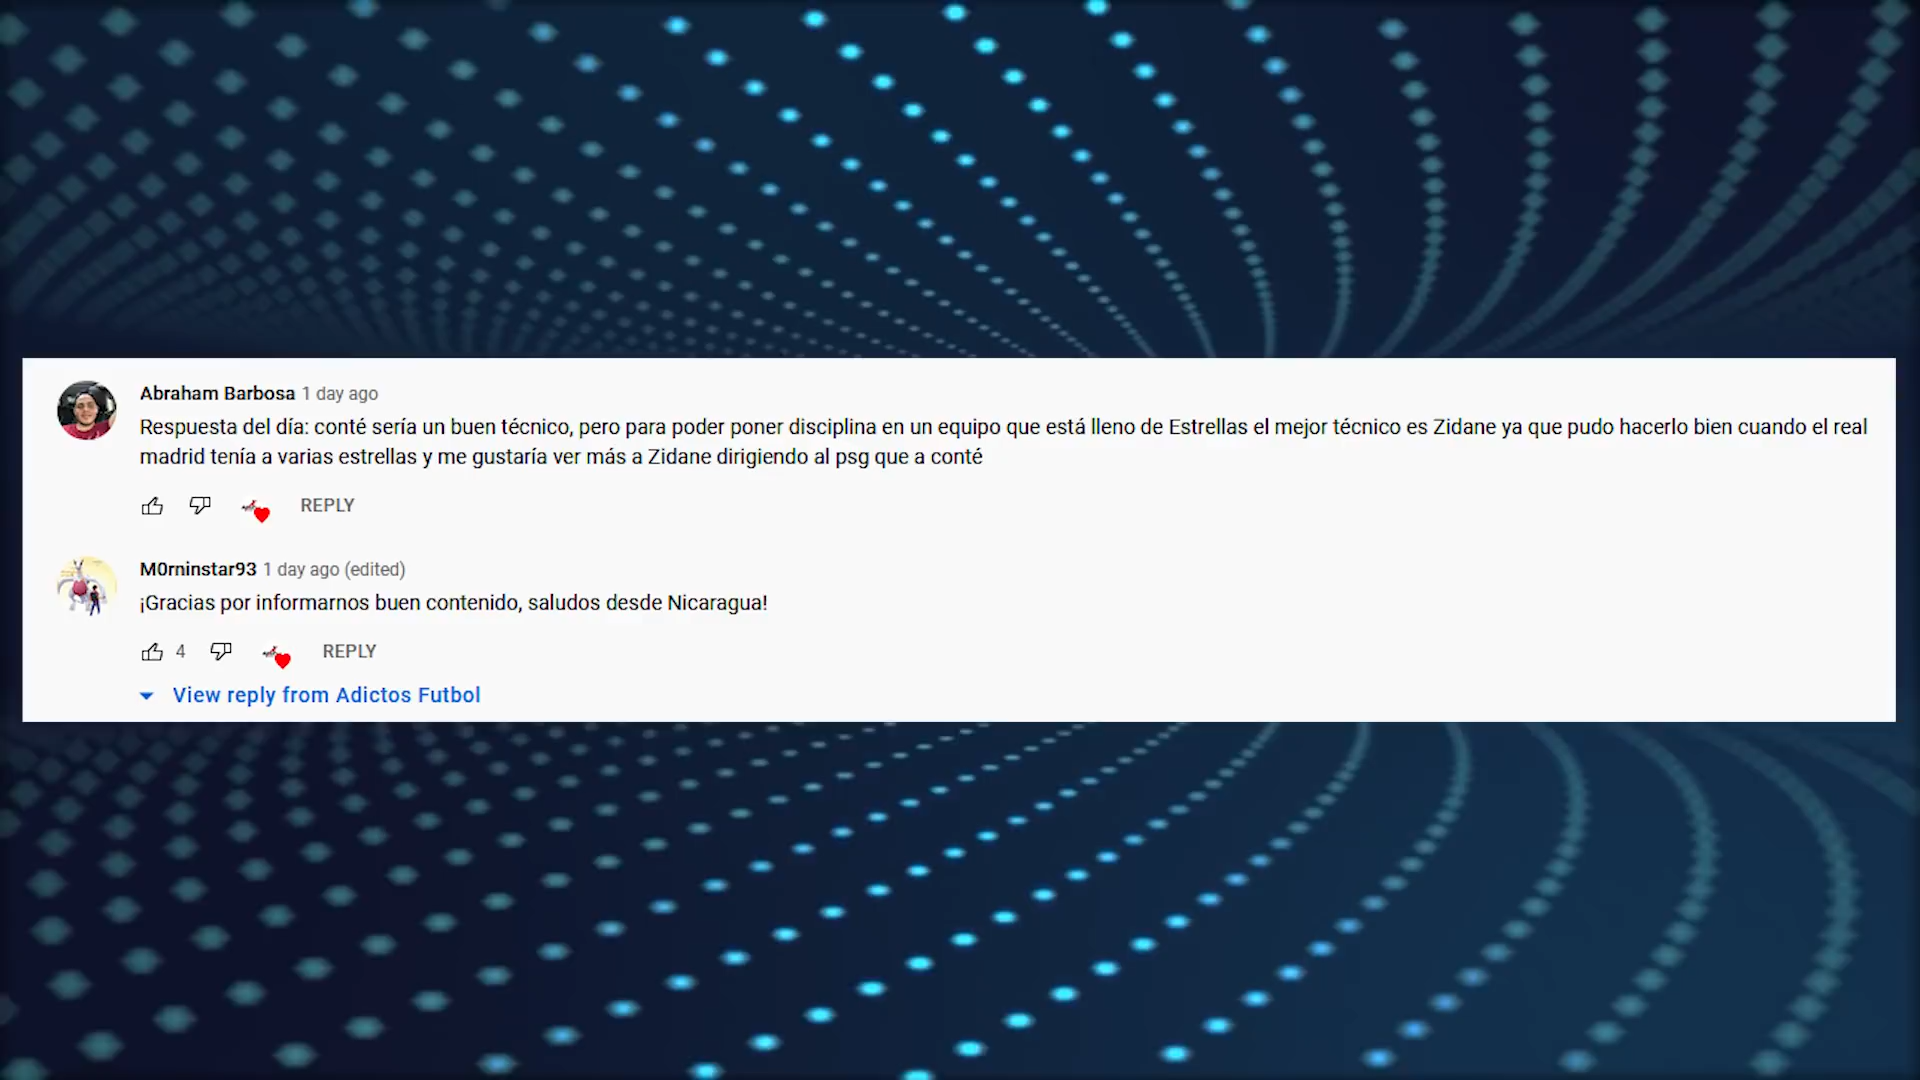 Abraham Barbosa 1 day ago
Respuesta del día: conté sería un buen técnico, pero para poder poner disciplina en un equipo que está lleno de Estrellas el mejor técnico es Zidane ya que pudo hacerlo bien cuando el real
madrid tenía a varias estrellas y me gustaría ver más a Zidane dirigiendo al psg que a conté
REPLY
M0rninstar93 1 day ago (edited)
¡Gracias por informarnos buen contenido, saludos desde Nicaragua!
4 REPLY
View reply from Adictos Futbol